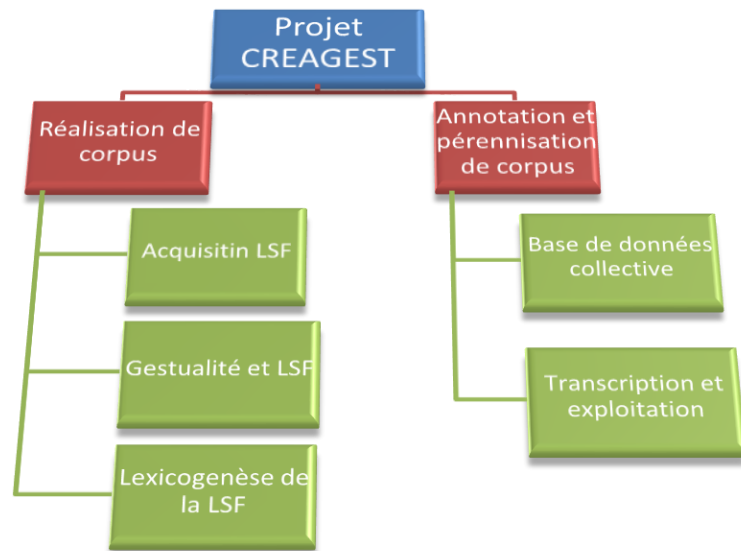 Projet
CREAGEST
Réalisation de
corpus
Annotation et
pérennisation
de corpus
Acquisitin LSF
Gestualité et LSF
Lexicogenèse de
la LSF
Base de données
collective
Transcription et
exploitation